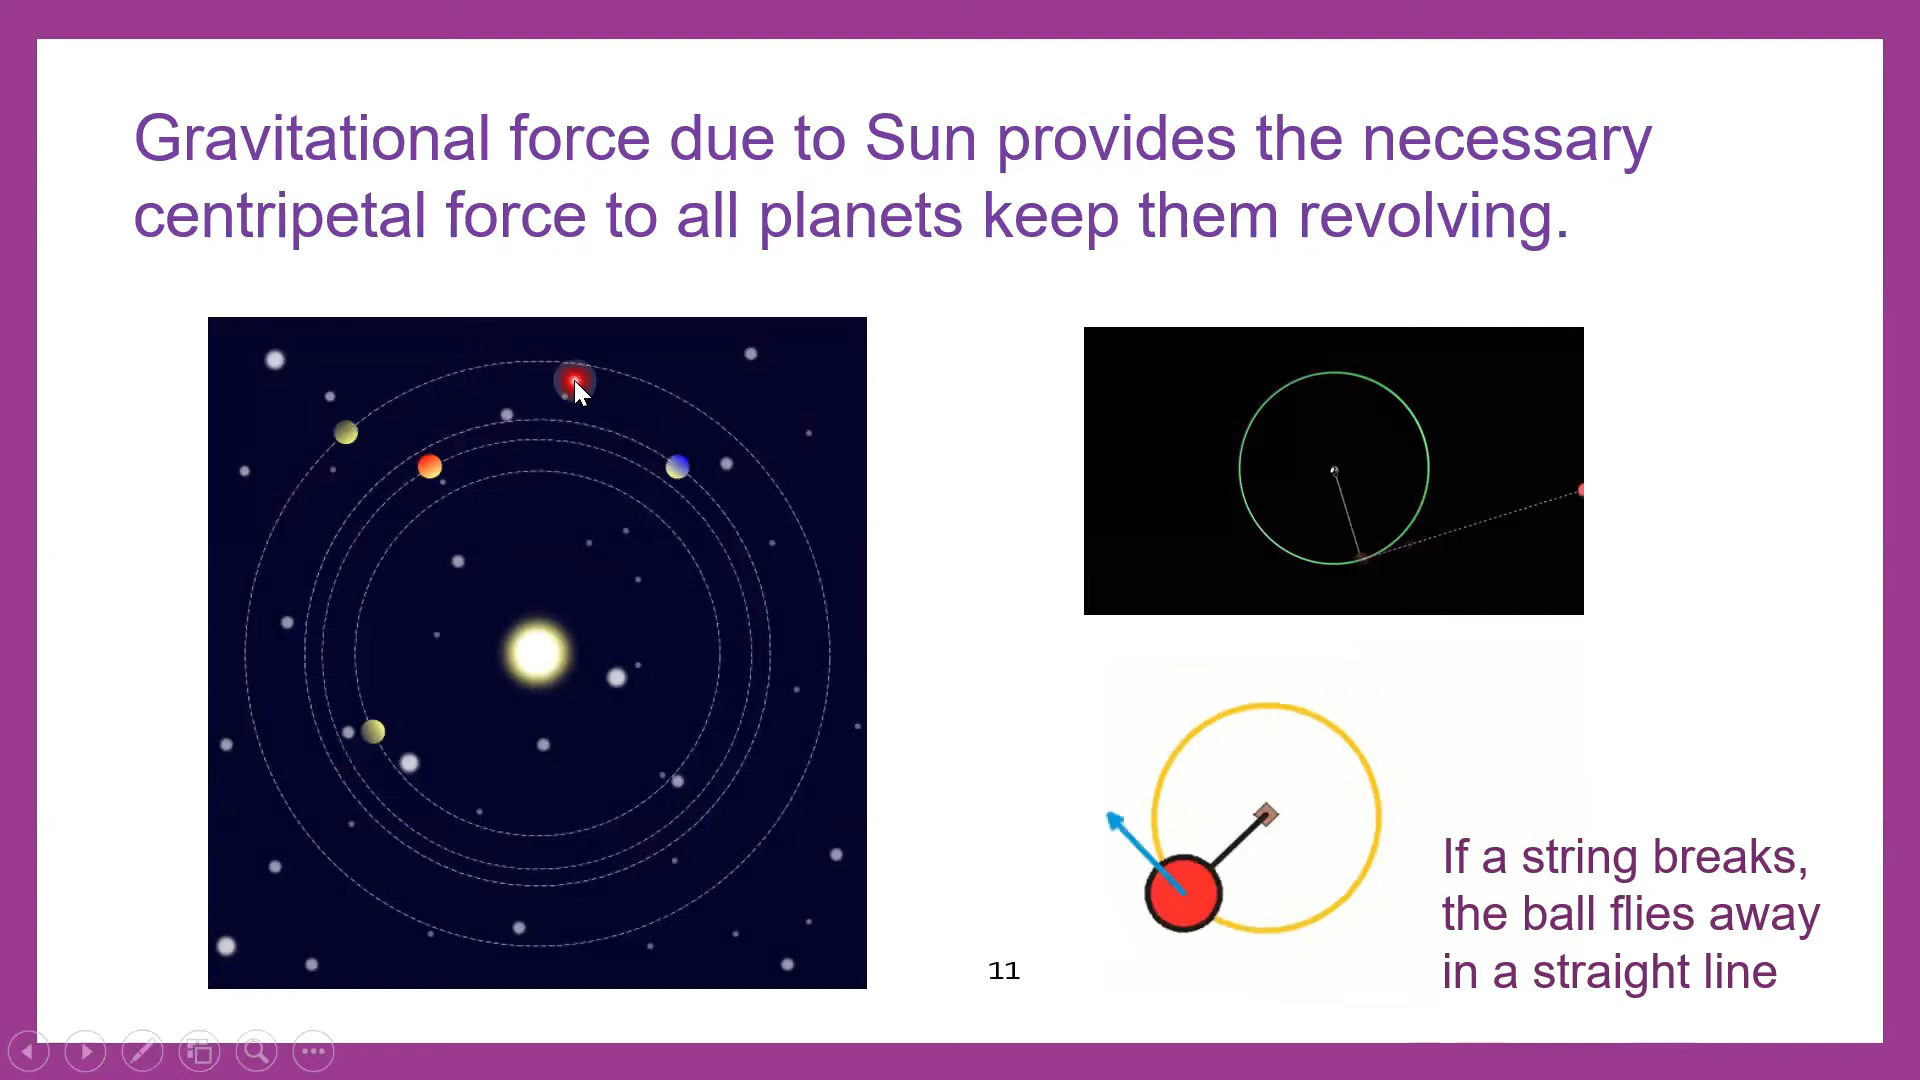 Gravitational force due to Sun provides the necessary
centripetal force to all planets keep them revolving.
If a string breaks,
the ball flies away
in a straight line
11